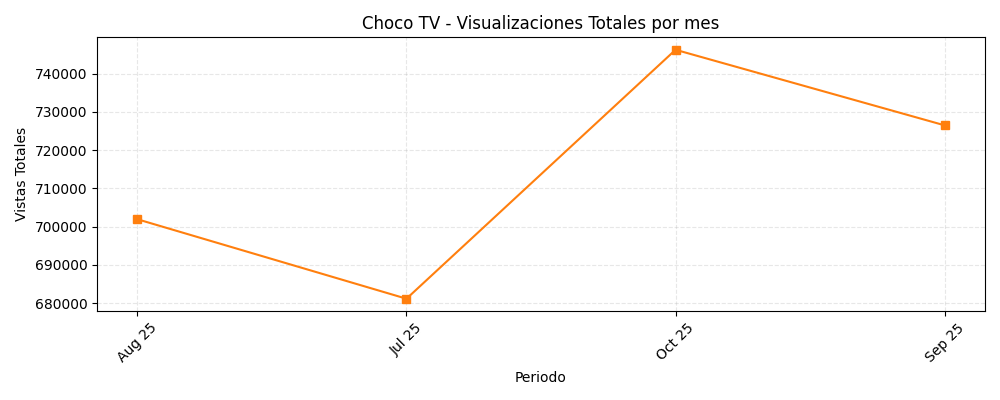 Choco TV - Visualizaciones Totales por mes
Vistas Totales
740000
730000
720000
710000
700000
690000
680000
Aug 25
Jul 25
Oct 25
Sep 25
Periodo